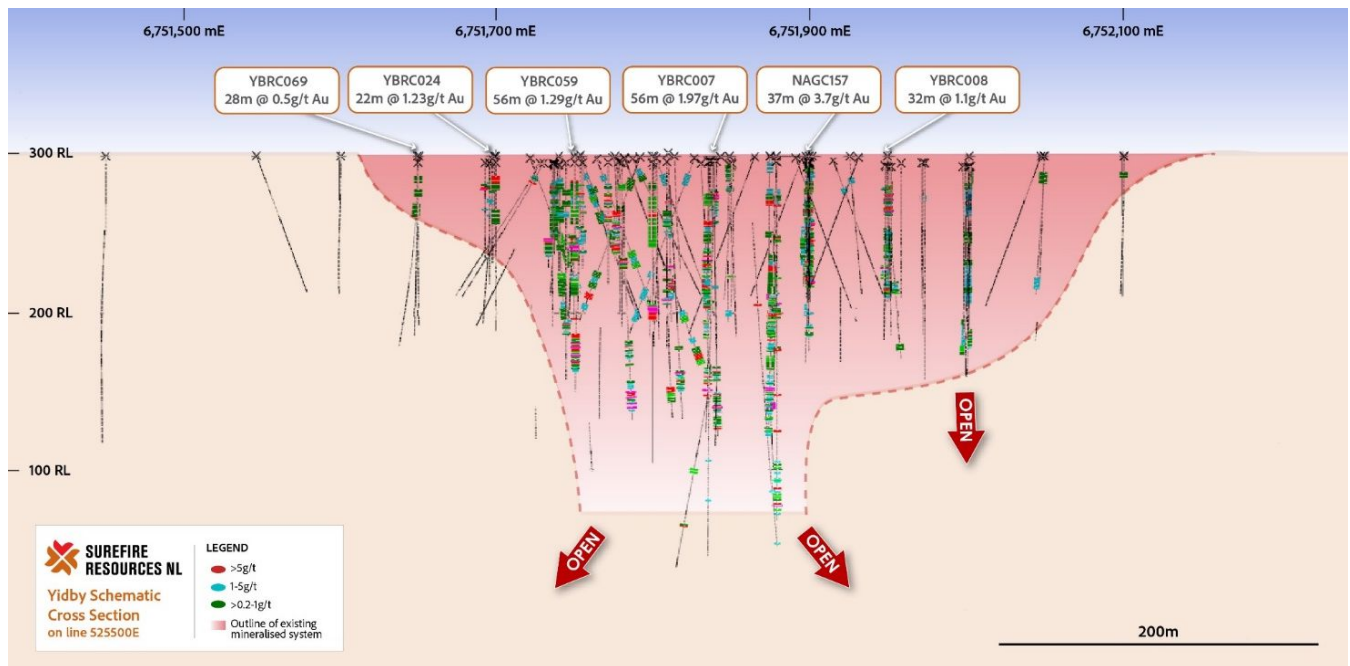 6,751,500 mE
6,751,700 mE
6,751,900 mE
6,752,100 mE
YBRC069
28m @ 0.5g/t Au
YBRC024
22m @ 1.23g/t Au
YBRC059
56m @ 1.29g/t Au
YBRC007
56m @ 1.97g/t Au
NAGC157
37m @ 3.7g/t Au
YBRC008
32m @ 1.1g/t Au
300 RL
200 RL
100 RL
OPEN
OPEN
OPEN
SUREFIRE
RESOURCES NL
Yidby Schematic
Cross Section
on line 525500E
LEGEND
>5g/t
1-5g/t
>0.2-1g/t
Outline of existing
mineralised system
200m